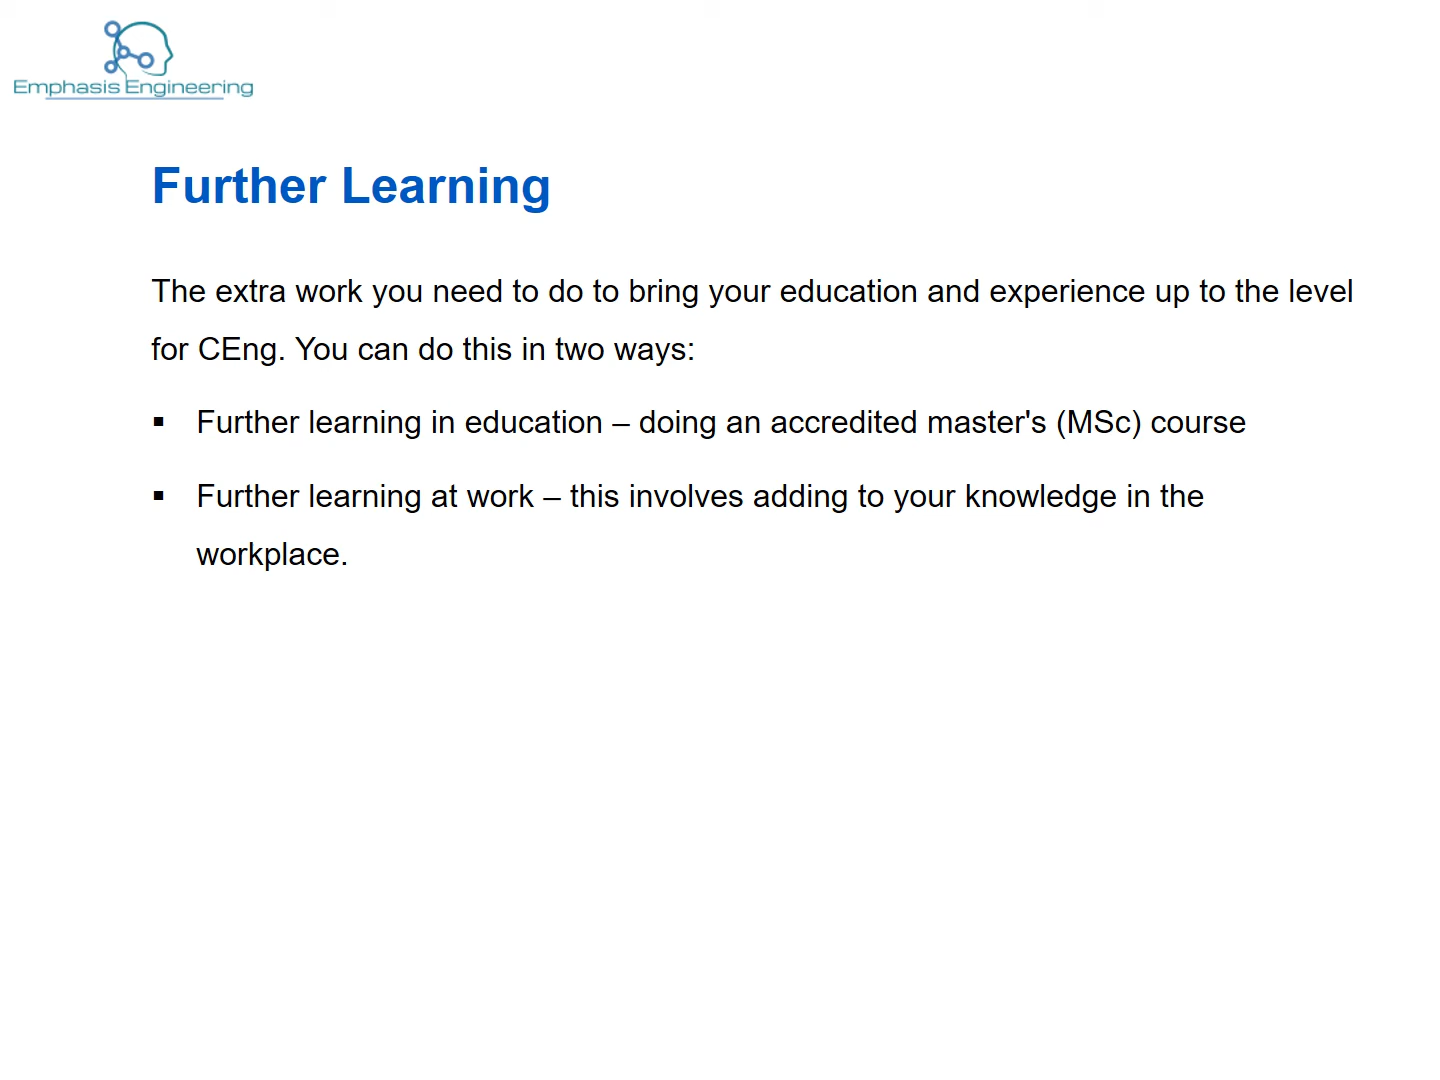 Emphasis Engineering
Further Learning
The extra work you need to do to bring your education and experience up to the level
for CEng. You can do this in two ways:
▪ Further learning in education – doing an accredited master's (MSc) course
▪ Further learning at work – this involves adding to your knowledge in the
workplace.